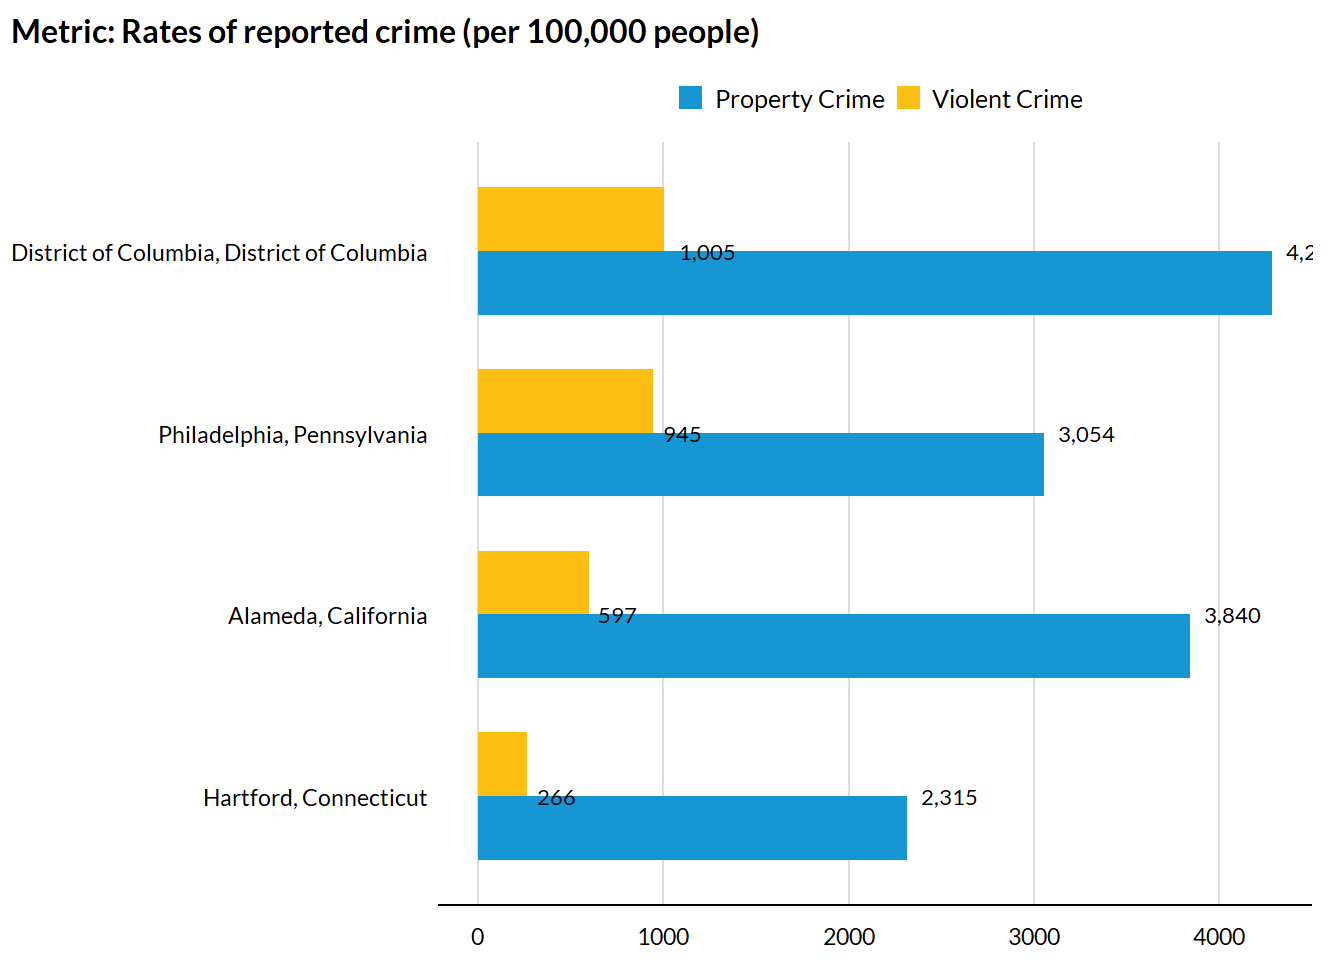 Metric: Rates of reported crime (per 100,000 people)
Property Crime Violent Crime
District of Columbia, District of Columbia 1,005 4,2
Philadelphia, Pennsylvania 945 3,054
Alameda, California 597 3,840
Hartford, Connecticut 266 2,315
0 1000 2000 3000 4000